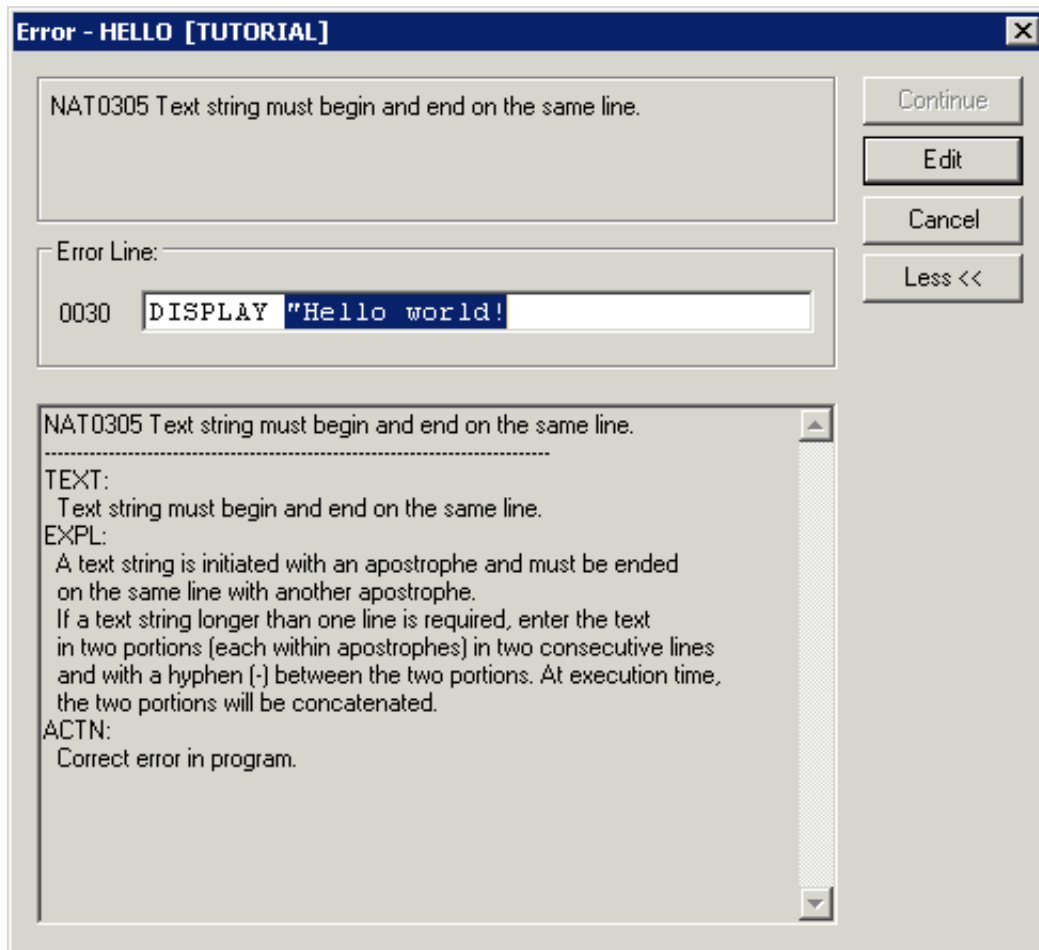 Error - HELLO [TUTORIAL]
NAT0305 Text string must begin and end on the same line.
Continue
Edit
Cancel
Less <<
Error Line:
0030 DISPLAY "Hello world!
NAT0305 Text string must begin and end on the same line.
-------------------------------------------------------------------------------
TEXT:
Text string must begin and end on the same line.
EXPL:
A text string is initiated with an apostrophe and must be ended
on the same line with another apostrophe.
If a text string longer than one line is required, enter the text
in two portions (each within apostrophes) in two consecutive lines
and with a hyphen (-) between the two portions. At execution time,
the two portions will be concatenated.
ACTN:
Correct error in program.